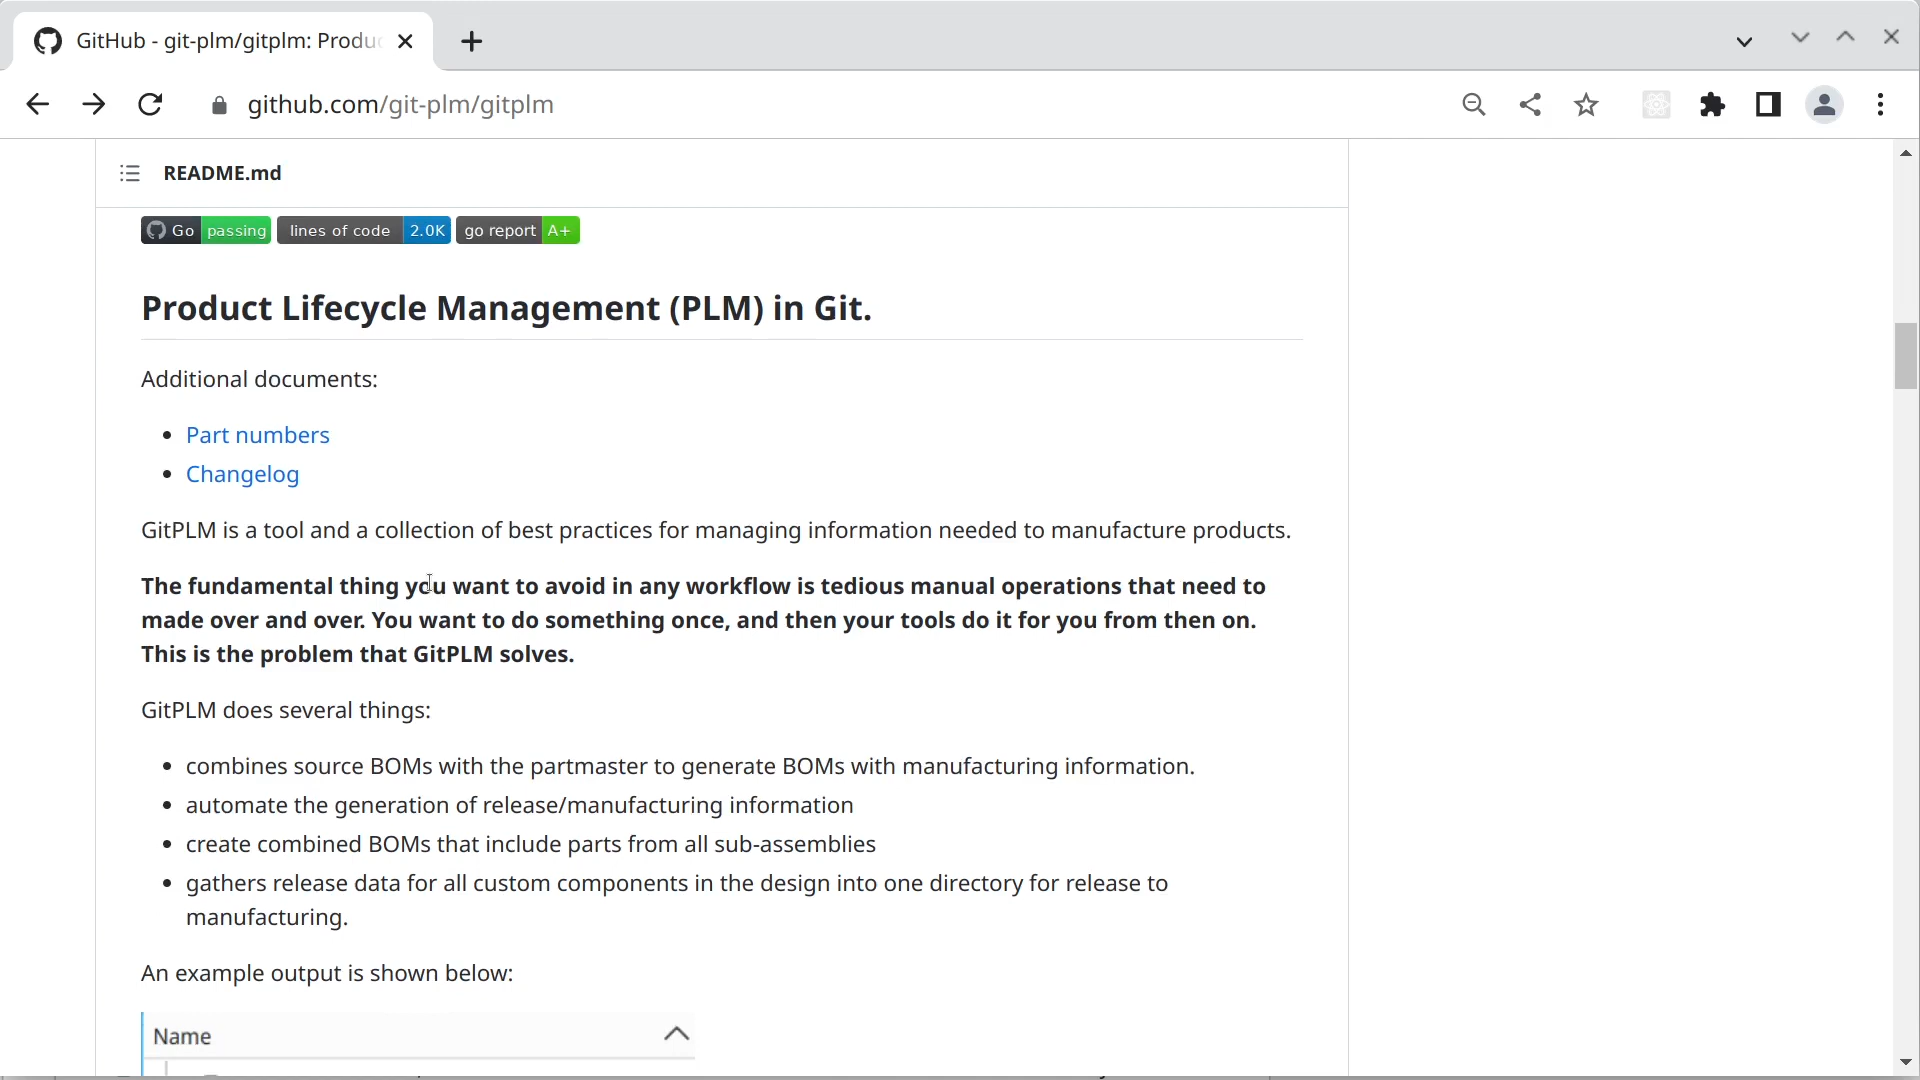 GitHub - git-plm/gitplm: Produc
github.com/git-plm/gitplm
README.md
Go passing lines of code 2.0K go report A+
Product Lifecycle Management (PLM) in Git.
Additional documents:
Part numbers
Changelog
GitPLM is a tool and a collection of best practices for managing information needed to manufacture products.
The fundamental thing you want to avoid in any workflow is tedious manual operations that need to
made over and over. You want to do something once, and then your tools do it for you from then on.
This is the problem that GitPLM solves.
GitPLM does several things:
combines source BOMs with the partmaster to generate BOMs with manufacturing information.
automate the generation of release/manufacturing information
create combined BOMs that include parts from all sub-assemblies
gathers release data for all custom components in the design into one directory for release to
manufacturing.
An example output is shown below:
Name